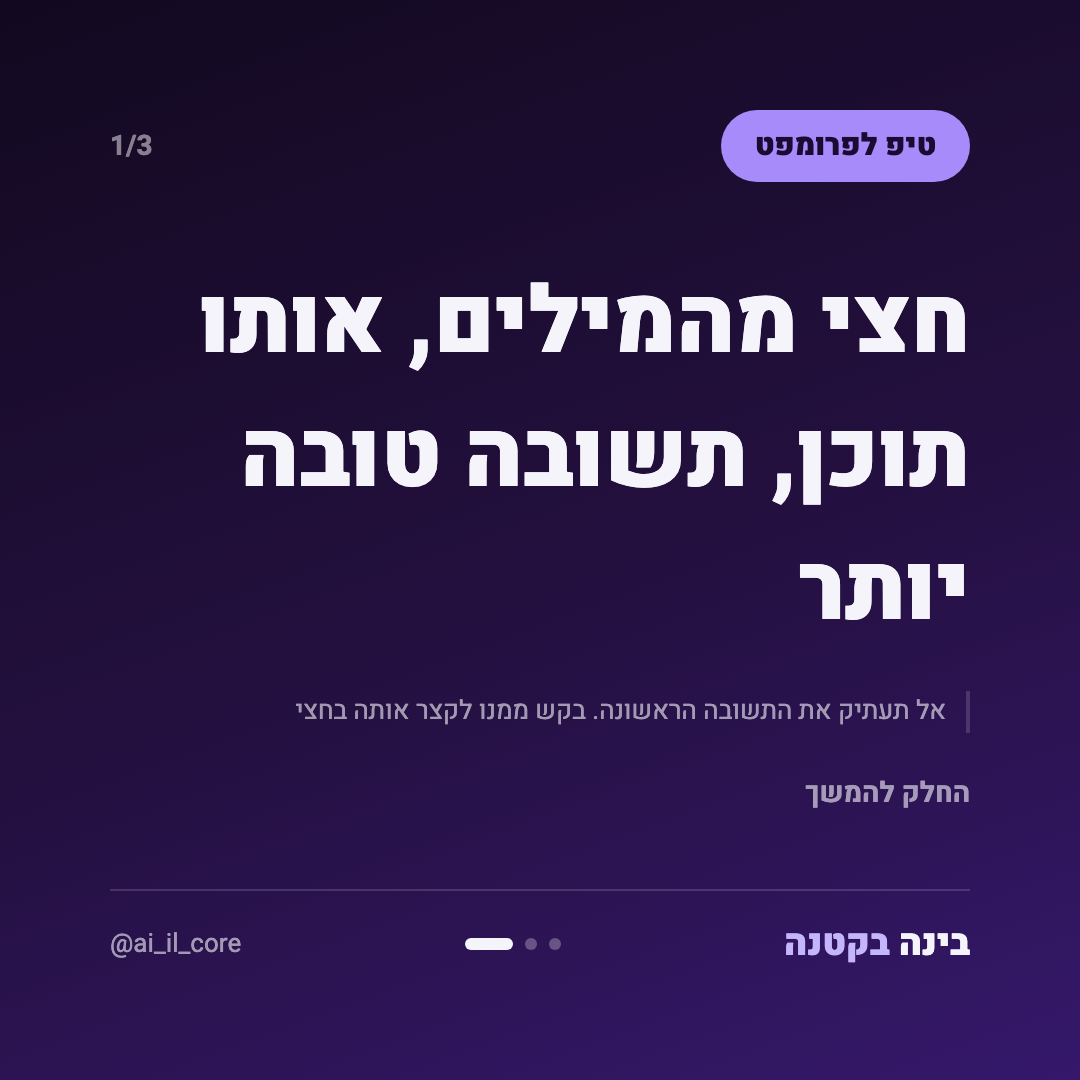 טיפ לפרומפט
1/3
חצי מהמילים, אותו
תוכן, תשובה טובה
יותר
אל תעתיק את התשובה הראשונה. בקש ממנו לקצר אותה בחצי
החלק להמשך
בינה בקטנה
@ai_il_core